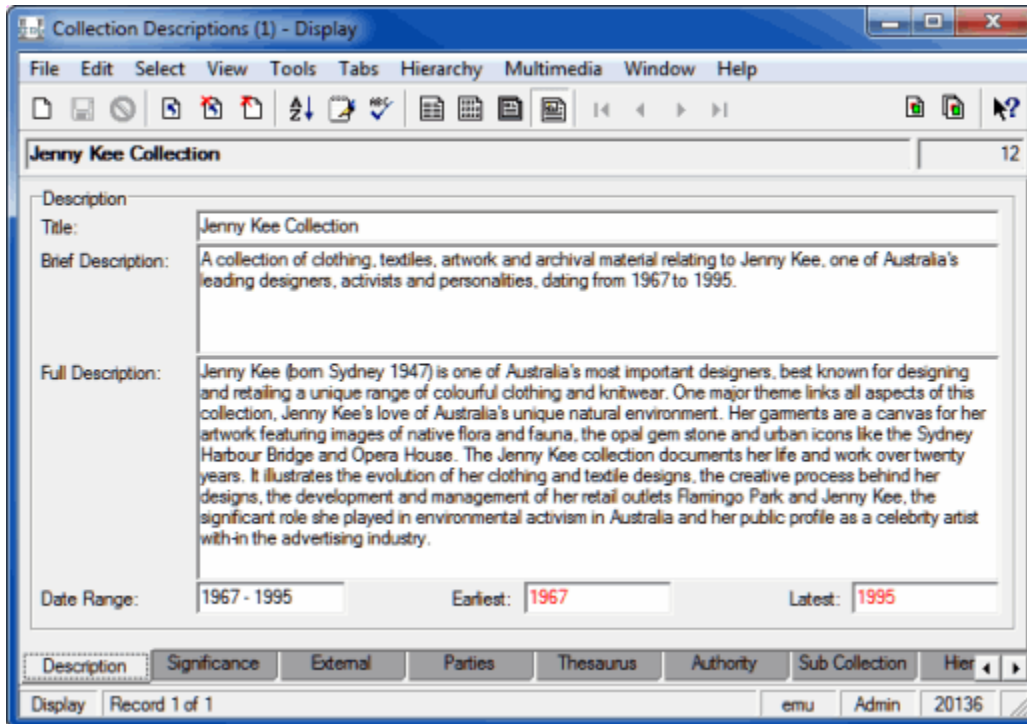 Collection Descriptions (1) - Display
File Edit Select View Tools Tabs Hierarchy Multimedia Window Help
Jenny Kee Collection 12
Description
Title: Jenny Kee Collection
Brief Description: A collection of clothing, textiles, artwork and archival material relating to Jenny Kee, one of Australia's
leading designers, activists and personalities, dating from 1967 to 1995.
Full Description: Jenny Kee (born Sydney 1947) is one of Australia's most important designers, best known for designing
and retailing a unique range of colourful clothing and knitwear. One major theme links all aspects of this
collection, Jenny Kee's love of Australia's unique natural environment. Her garments are a canvas for her
artwork featuring images of native flora and fauna, the opal gem stone and urban icons like the Sydney
Harbour Bridge and Opera House. The Jenny Kee collection documents her life and work over twenty
years. It illustrates the evolution of her clothing and textile designs, the creative process behind her
designs, the development and management of her retail outlets Flamingo Park and Jenny Kee, the
significant role she played in environmental activism in Australia and her public profile as a celebrity artist
with-in the advertising industry.
Date Range: 1967 - 1995 Earliest: 1967 Latest: 1995
Description Significance External Parties Thesaurus Authority Sub Collection Hier
Display Record 1 of 1 emu Admin 20136